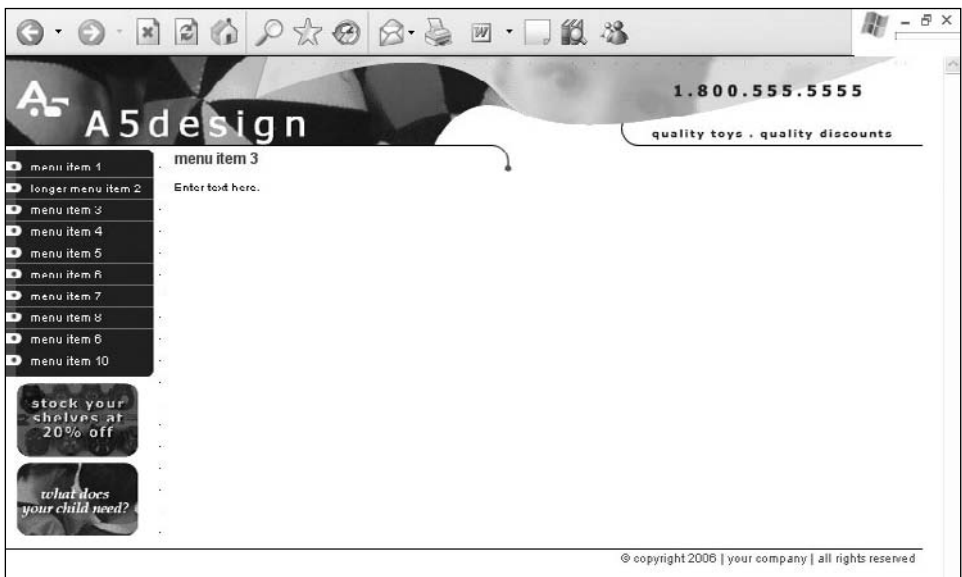 1.800.555.5555
A5design
quality toys . quality discounts
menu item 1
longer menu item 2
menu item 3
menu item 4
menu item 5
menu item 6
menu item 7
menu item 8
menu item 6
menu item 10
menu item 3
Enter text here.
stock your
shelves at
20% off
what does
your child need?
© copyright 2006 | your company | all rights reserved